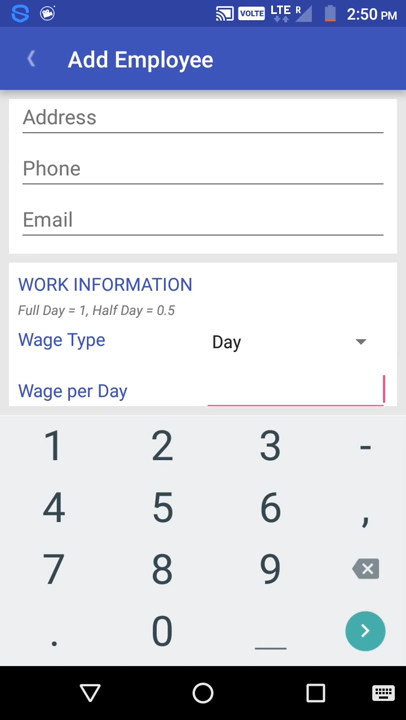 VOLTE LTE R 2:50 PM
Add Employee
Address
Phone
Email
WORK INFORMATION
Full Day = 1, Half Day = 0.5
Wage Type Day
Wage per Day
1 2 3 -
4 5 6 ,
7 8 9
. 0 _